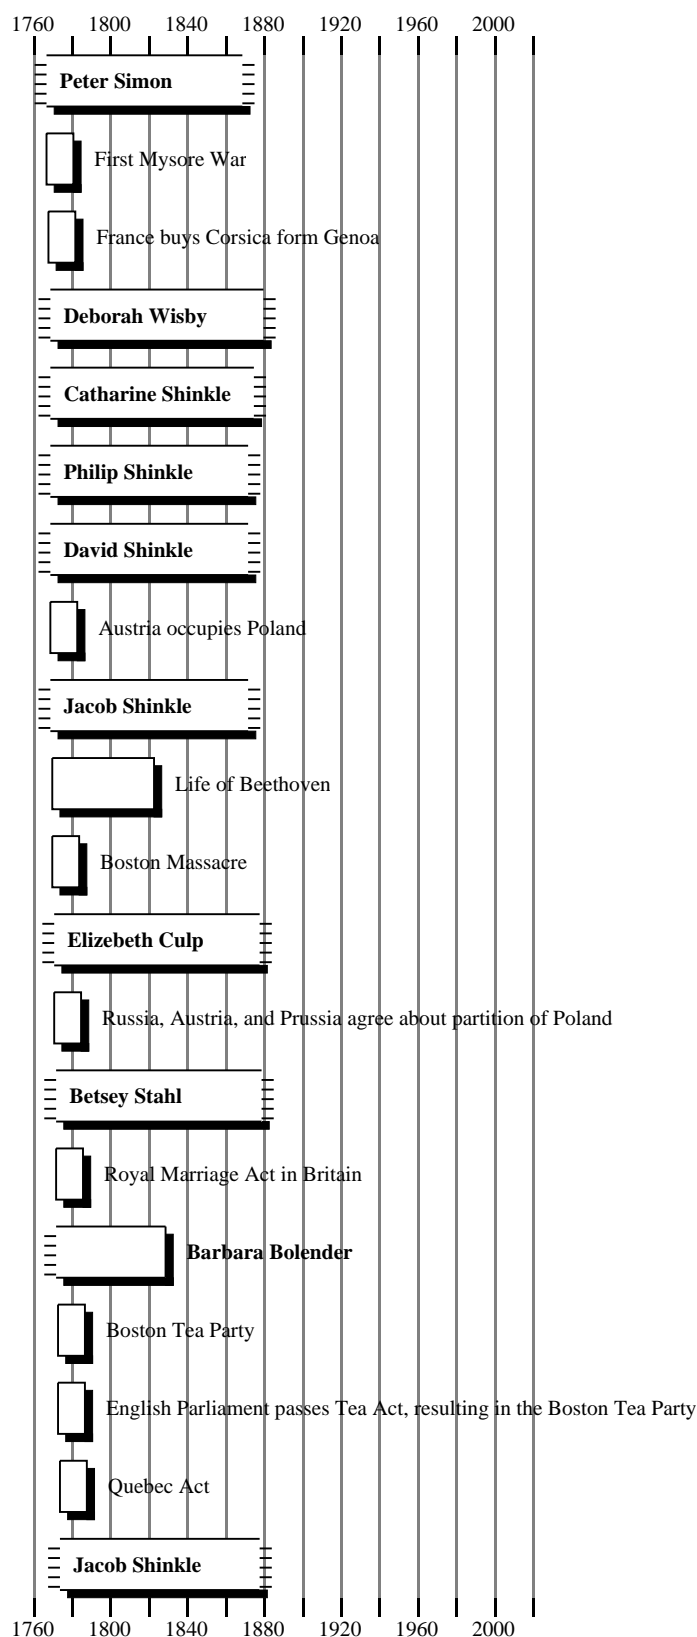 1760 1800 1840 1880 1920 1960 2000
Peter Simon
First Mysore War
France buys Corsica form Genoa
Deborah Wisby
Catharine Shinkle
Philip Shinkle
David Shinkle
Austria occupies Poland
Jacob Shinkle
Life of Beethoven
Boston Massacre
Elizebeth Culp
Russia, Austria, and Prussia agree about partition of Poland
Betsey Stahl
Royal Marriage Act in Britain
Barbara Bolender
Boston Tea Party
English Parliament passes Tea Act, resulting in the Boston Tea Party
Quebec Act
Jacob Shinkle
1760 1800 1840 1880 1920 1960 2000